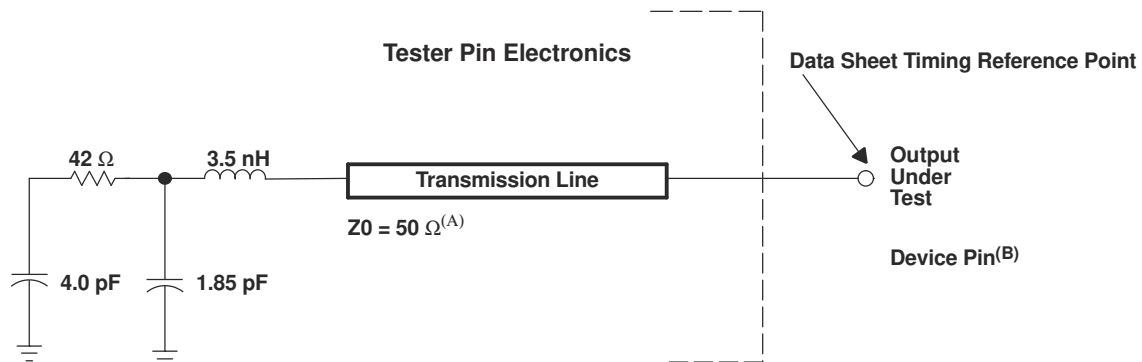 Tester Pin Electronics
Data Sheet Timing Reference Point
42 Ω
3.5 nH
Transmission Line
Output
Under
Test
Z0 = 50 Ω(A)
Device Pin(B)
4.0 pF
1.85 pF